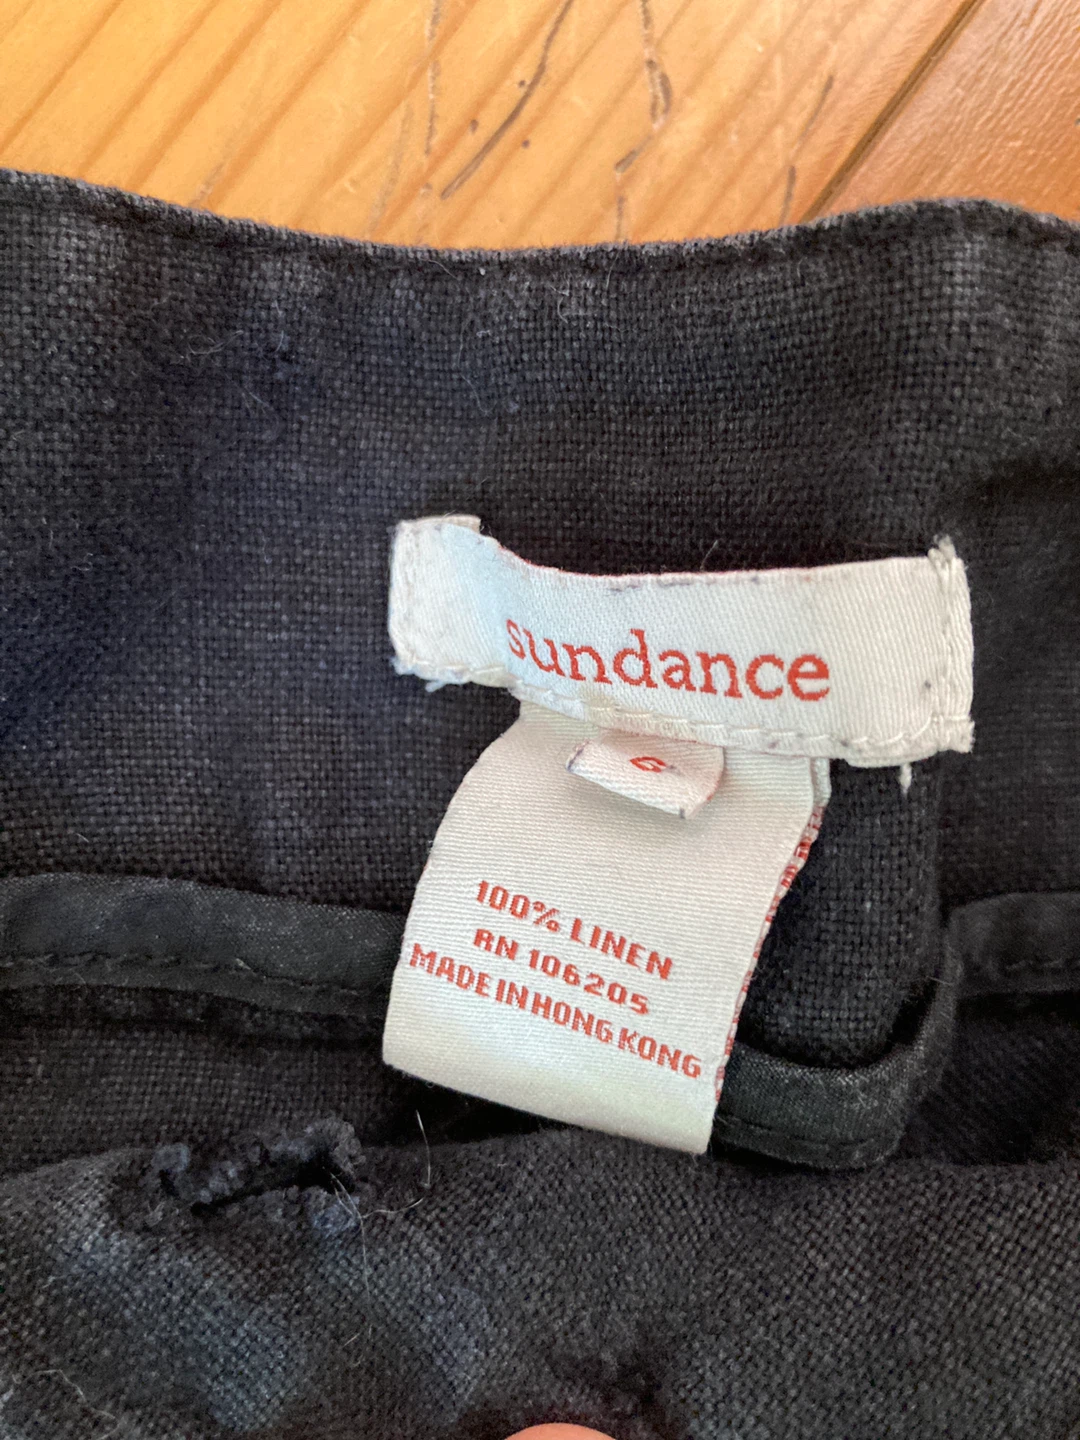 sundance
6
100% LINEN
RN 106205
MADE IN HONG KONG